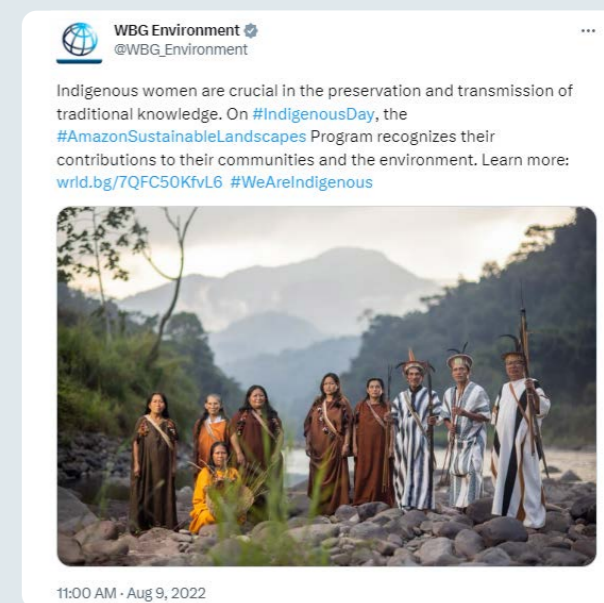 WBG Environment
@WBG_Environment
Indigenous women are crucial in the preservation and transmission of
traditional knowledge. On #IndigenousDay, the
#AmazonSustainableLandscapes Program recognizes their
contributions to their communities and the environment. Learn more:
wrld.bg/7QFC50KfvL6 #WeAreIndigenous
11:00 AM · Aug 9, 2022